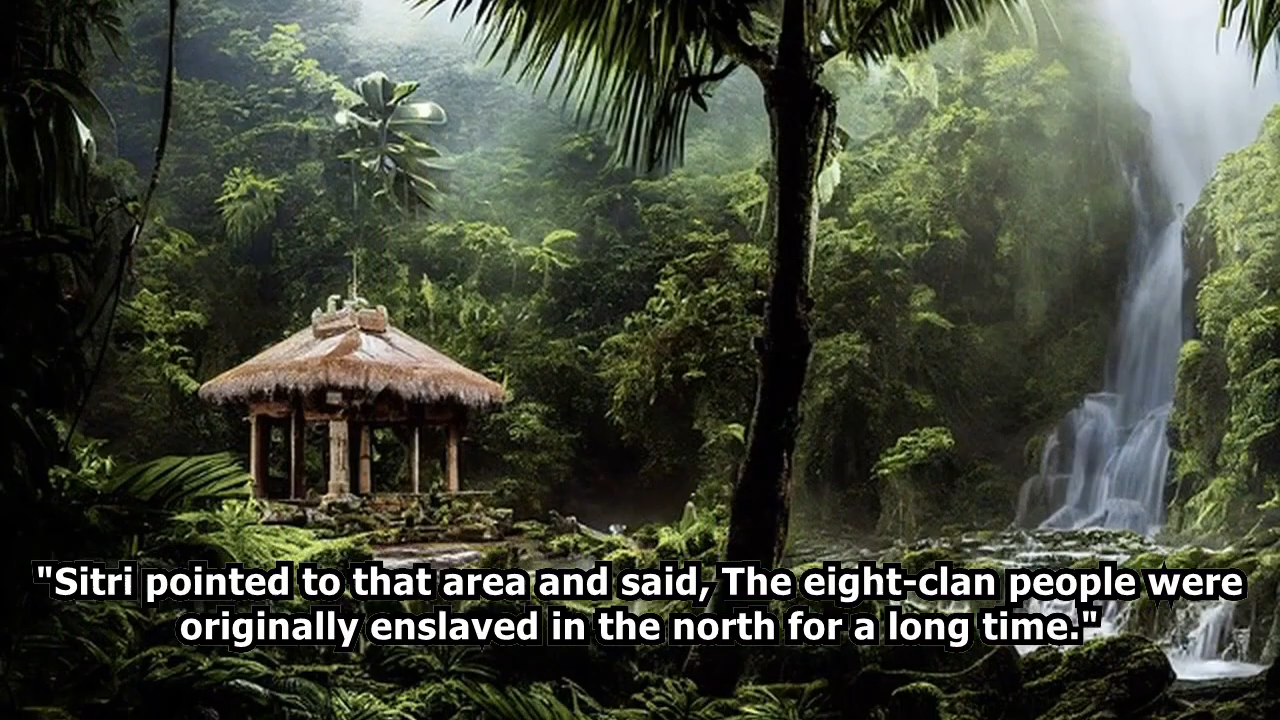 "Sitri pointed to that area and said, The eight-clan people were
originally enslaved in the north for a long time."